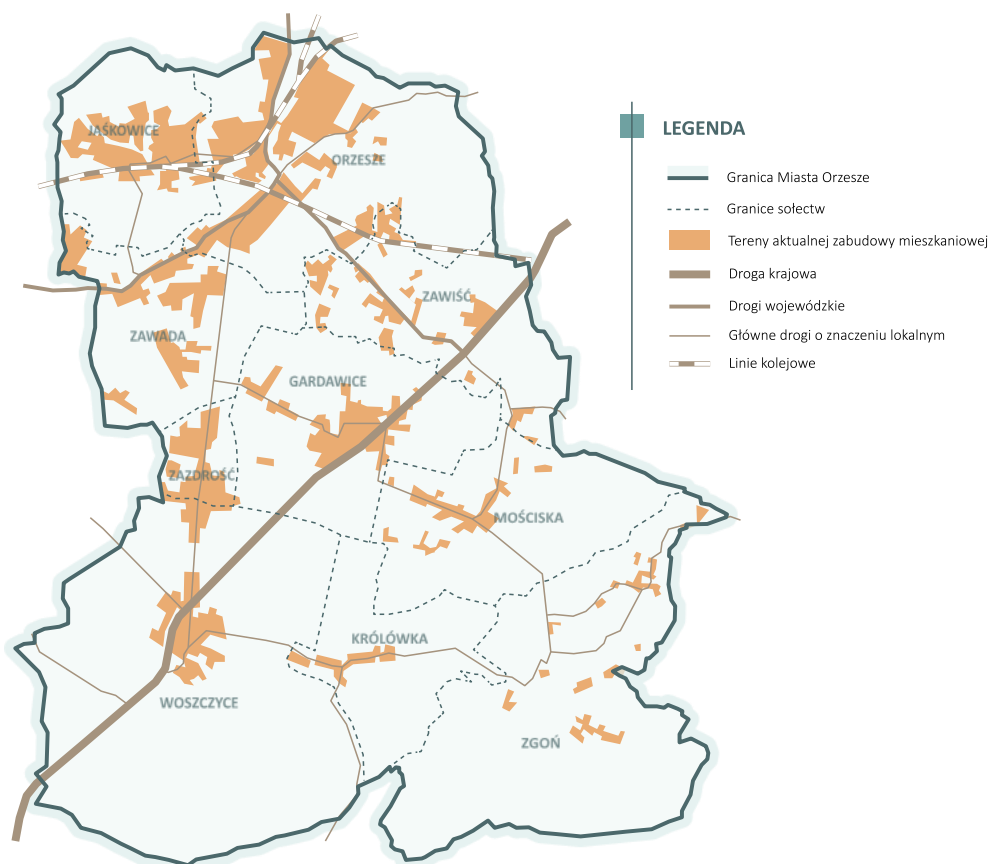 JAŚKOWICE
ORZESZE
ZAWIŚĆ
ZAWADA
GARDAWICE
ZAZDROŚĆ
MOŚCISKA
KRÓLÓWKA
WOSZCZYCE
ZGOŃ
LEGENDA
Granica Miasta Orzesze
Granice sołectw
Tereny aktualnej zabudowy mieszkaniowej
Droga krajowa
Drogi wojewódzkie
Główne drogi o znaczeniu lokalnym
Linie kolejowe